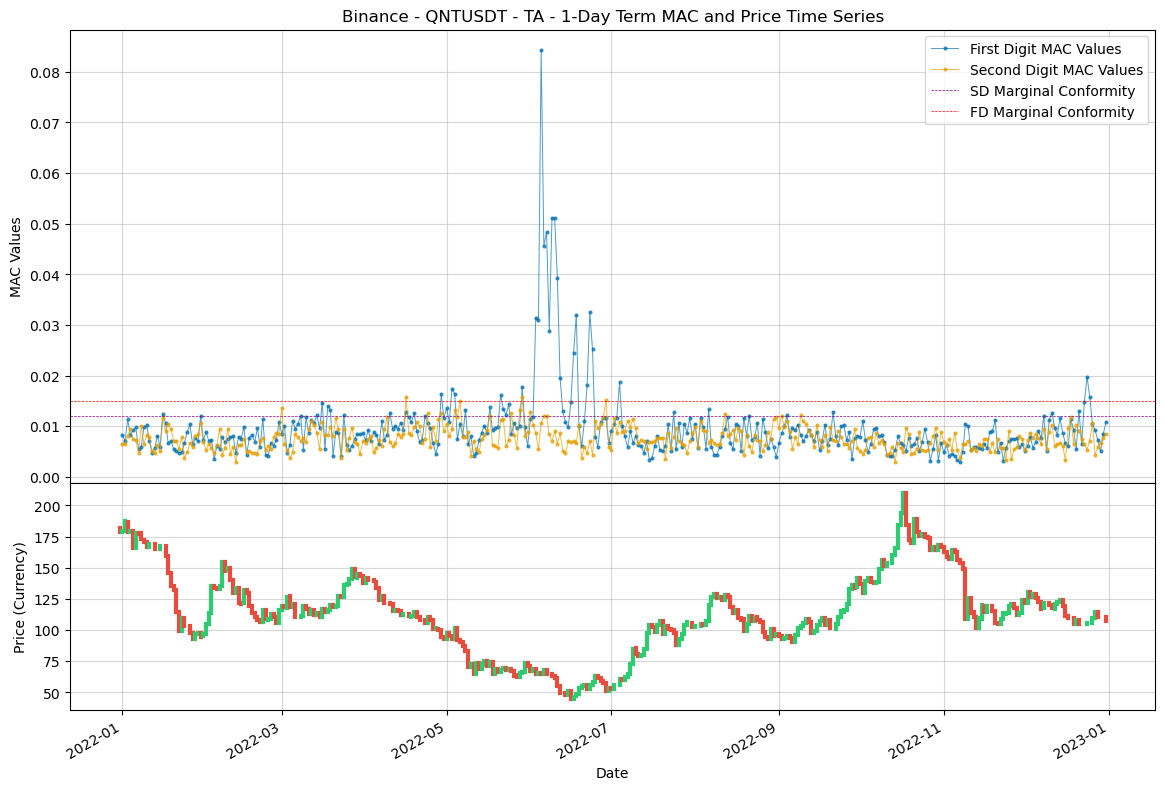 Binance - QNTUSDT - TA - 1-Day Term MAC and Price Time Series
First Digit MAC Values
Second Digit MAC Values
SD Marginal Conformity
FD Marginal Conformity
MAC Values
0.08
0.07
0.06
0.05
0.04
0.03
0.02
0.01
0.00
Price (Currency)
200
175
150
125
100
75
50
2022-01
2022-03
2022-05
2022-07
2022-09
2022-11
2023-01
Date